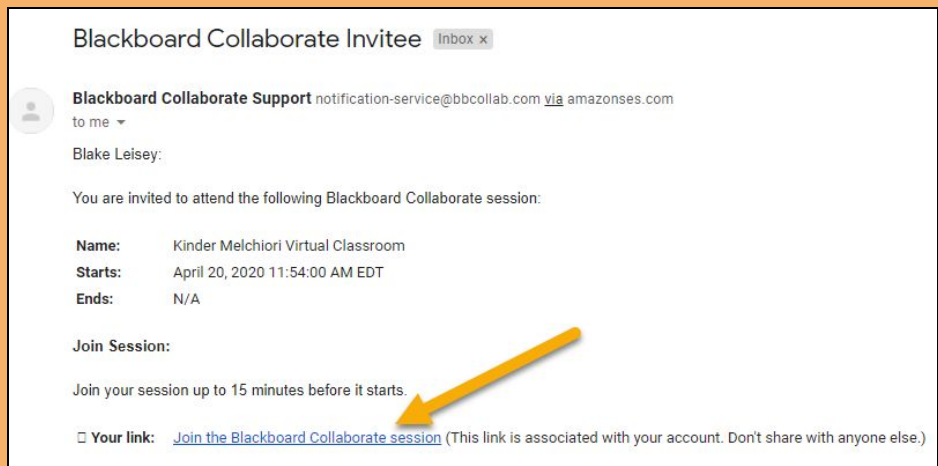 Blackboard Collaborate Invitee Inbox x
Blackboard Collaborate Support notification-service@bbcollab.com via amazonses.com
to me
Blake Leisey:
You are invited to attend the following Blackboard Collaborate session:
Name: Kinder Melchiori Virtual Classroom
Starts: April 20, 2020 11:54:00 AM EDT
Ends: N/A
Join Session:
Join your session up to 15 minutes before it starts.
Your link: Join the Blackboard Collaborate session (This link is associated with your account. Don't share with anyone else.)